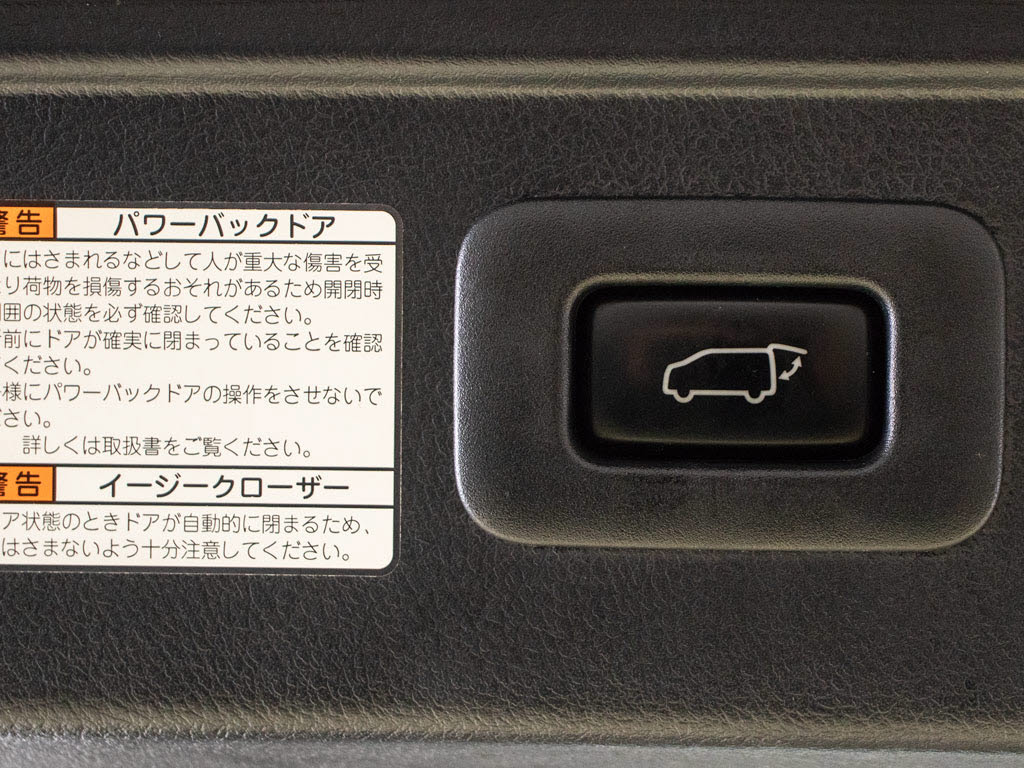 警告 パワーバックドア
にはさまれるなどして人が重大な傷害を受
り荷物を損傷するおそれがあるため開閉時
囲の状態を必ず確認してください。
前にドアが確実に閉まっていることを確認
ください。
様にパワーバックドアの操作をさせないで
ださい。
詳しくは取扱書をご覧ください。
警告 イージークローザー
ア状態のときドアが自動的に閉まるため、
はさまないよう十分注意してください。